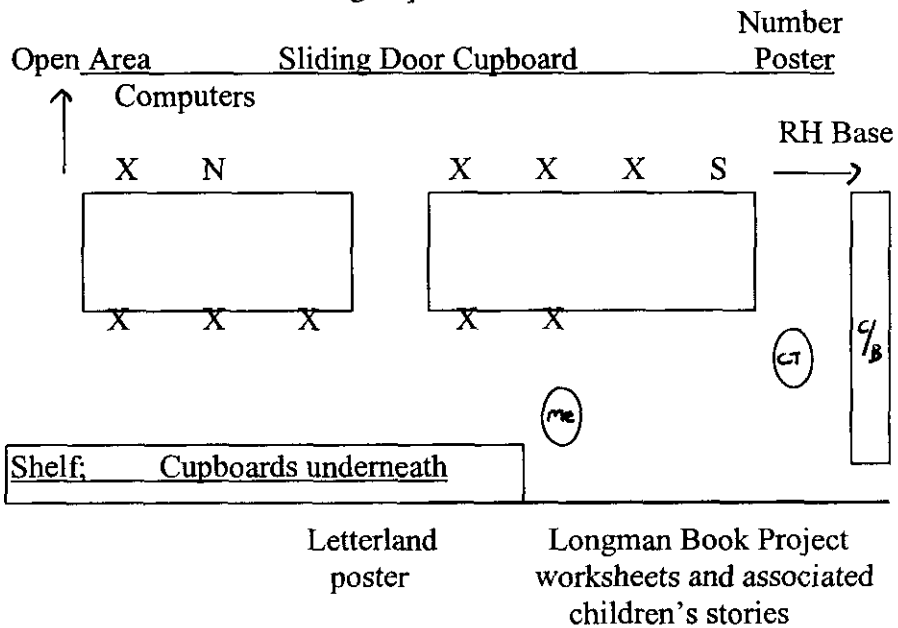 Number
Open Area Sliding Door Cupboard Poster
Computers
RH Base
X N X X X S
X X X X X
CT
C/B
me
Shelf; Cupboards underneath
Letterland Longman Book Project
poster worksheets and associated
children's stories